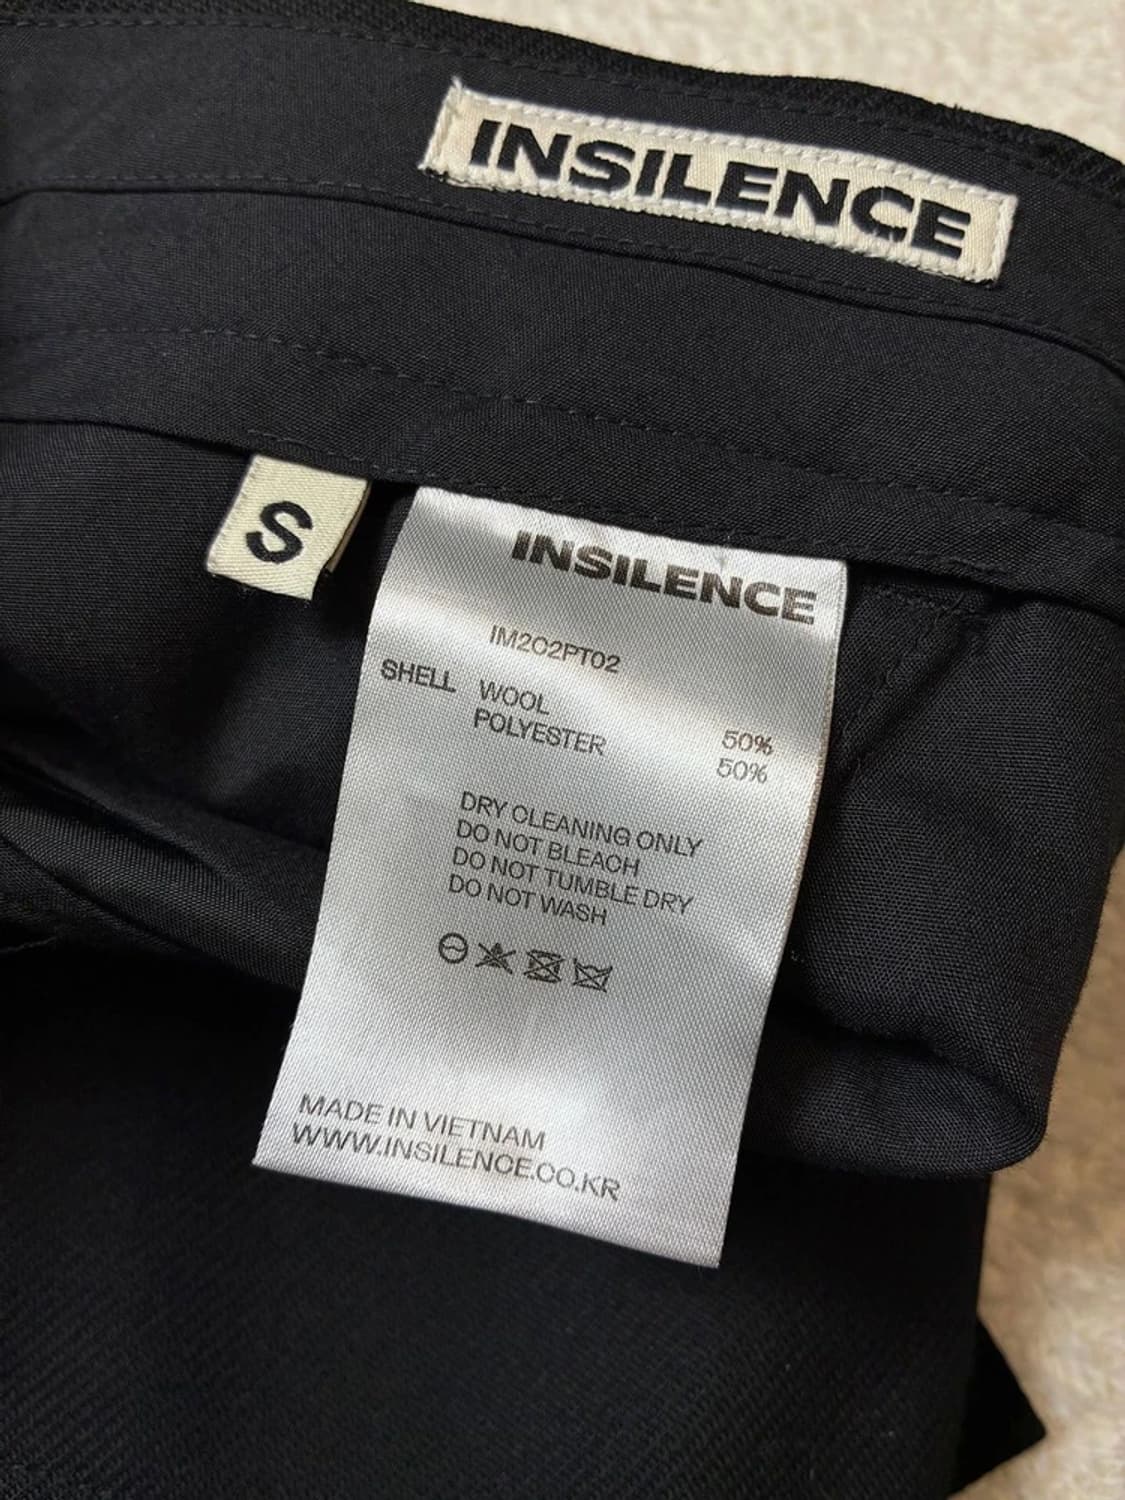 INSILENCE
S
INSILENCE
IM2C2PT02
SHELL WOOL 50%
POLYESTER 50%
DRY CLEANING ONLY
DO NOT BLEACH
DO NOT TUMBLE DRY
DO NOT WASH
MADE IN VIETNAM
WWW.INSILENCE.CO.KR